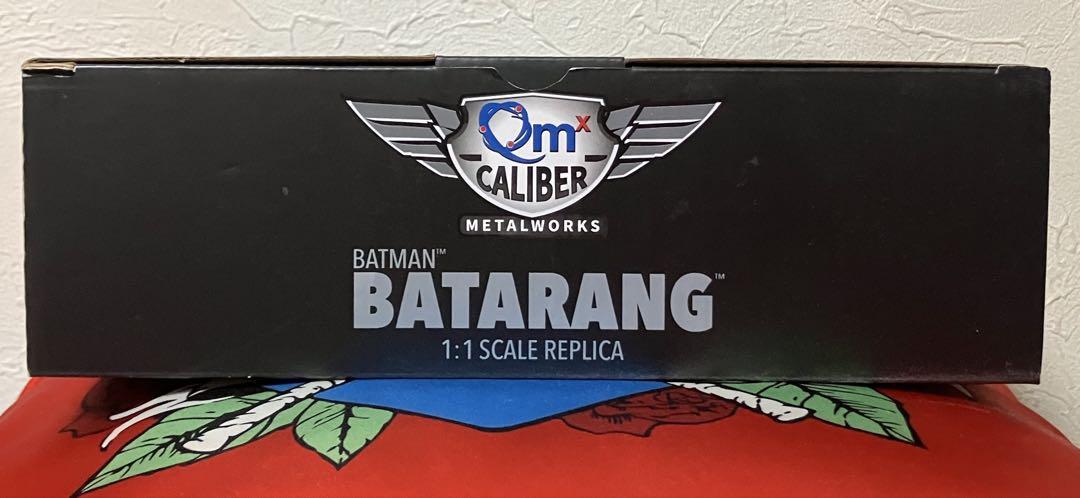 Qmx
CALIBER
METALWORKS
BATMAN™
BATARANG™
1:1 SCALE REPLICA